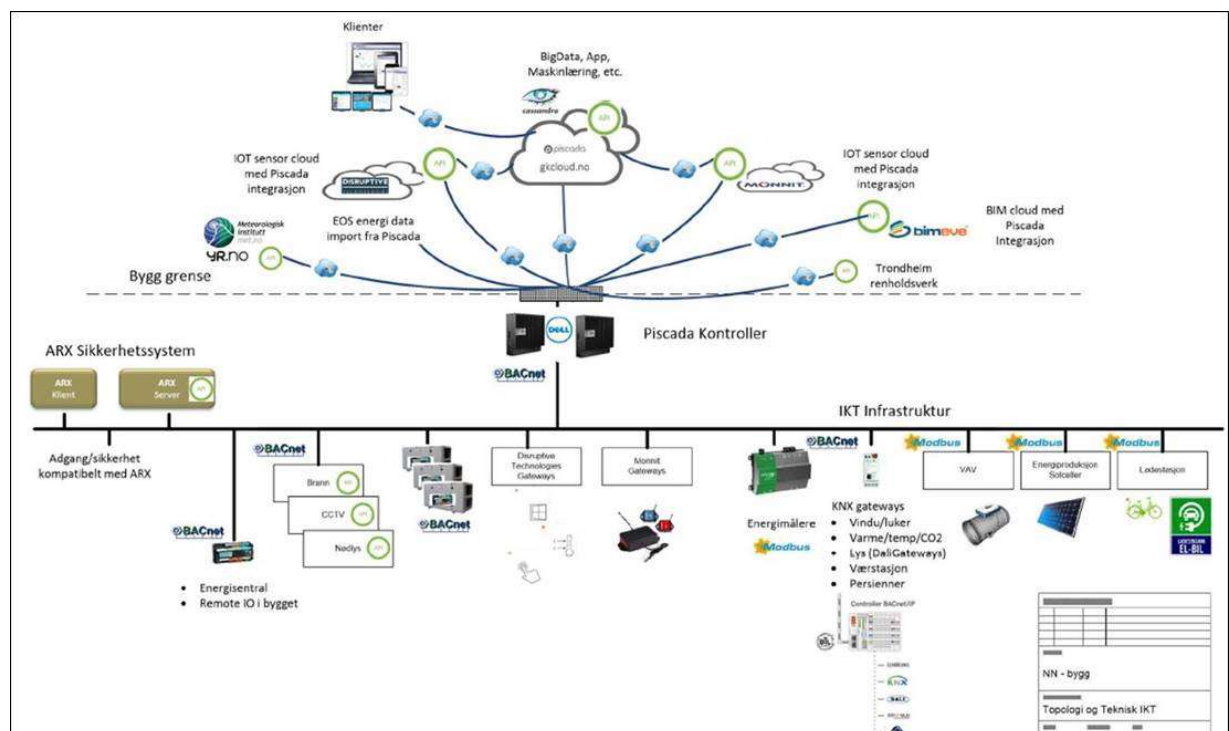 Klienter
BigData, App,
Maskinlæring, etc.
cassandra
API
piscada
gkcloud.no
IOT sensor cloud
med Piscada
integrasjon
DISRUPTIVE
API
API
MONNIT
IOT sensor cloud
med Piscada
integrasjon
Meteorologisk
institutt
met.no
YR.NO
API
EOS energi data
import fra Piscada
API
bimeye
BIM cloud med
Piscada
Integrasjon
Bygg grense
API
Trondheim
renholdsverk
DELL
Piscada Kontroller
BACnet
ARX Sikkerhetssystem
ARX
Klient
ARX
Server
API
IKT Infrastruktur
Adgang/sikkerhet
kompatibelt med ARX
BACnet
Energisentral
Remote IO i bygget
BACnet
Brann
API
CCTV
API
Nødlys
API
BACnet
Disruptive
Technologies
Gateways
Monnit
Gateways
Energimålere
Modbus
BACnet
KNX gateways
Vindu/luker
Varme/temp/CO2
Lys (DaliGateways)
Værstasjon
Persienner
Controller BACnet/IP
KNX
DALI
Modbus
VAV
Modbus
Energiproduksjon
Solceller
Modbus
Ladestasjon
EL-BIL
NN - bygg
Topologi og Teknisk IKT